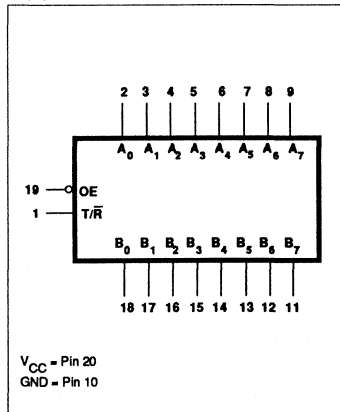 2 3 4 5 6 7 8 9
A0 A1 A2 A3 A4 A5 A6 A7
19 OE
1 T/R̅
B0 B1 B2 B3 B4 B5 B6 B7
18 17 16 15 14 13 12 11
VCC = Pin 20
GND = Pin 10